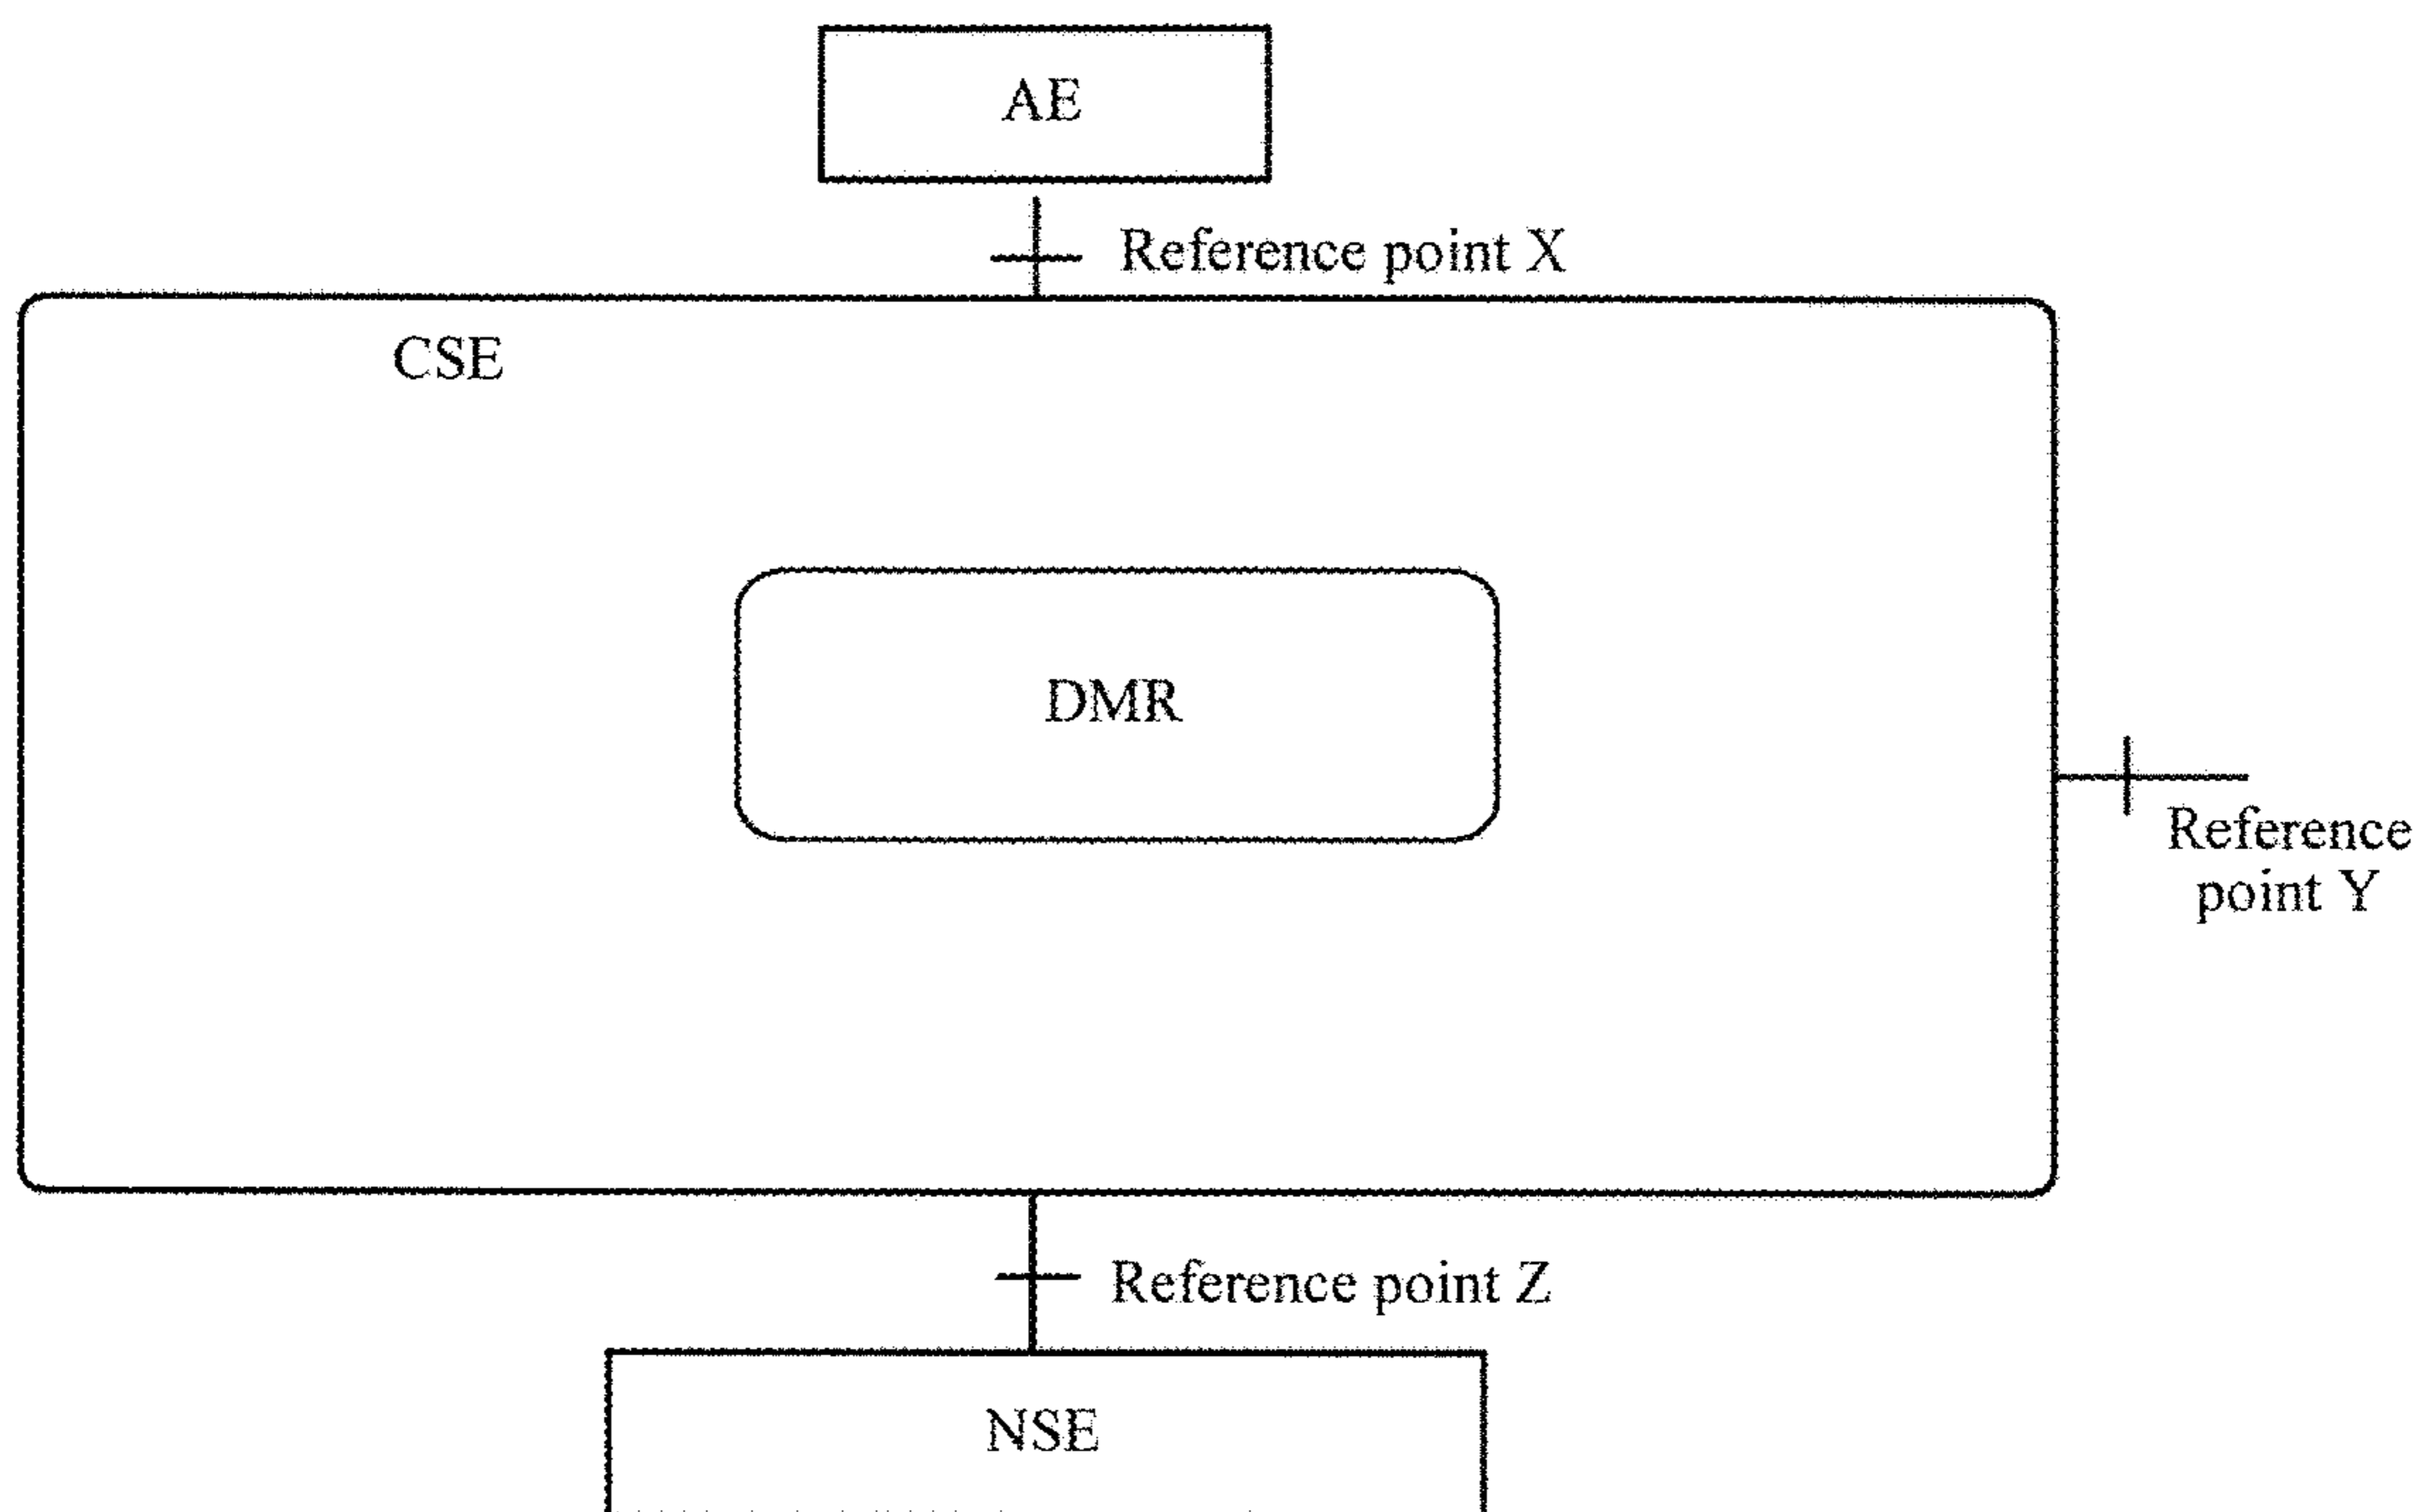 AE
Reference point X
CSE
DMR
Reference
point Y
Reference point Z
NSE